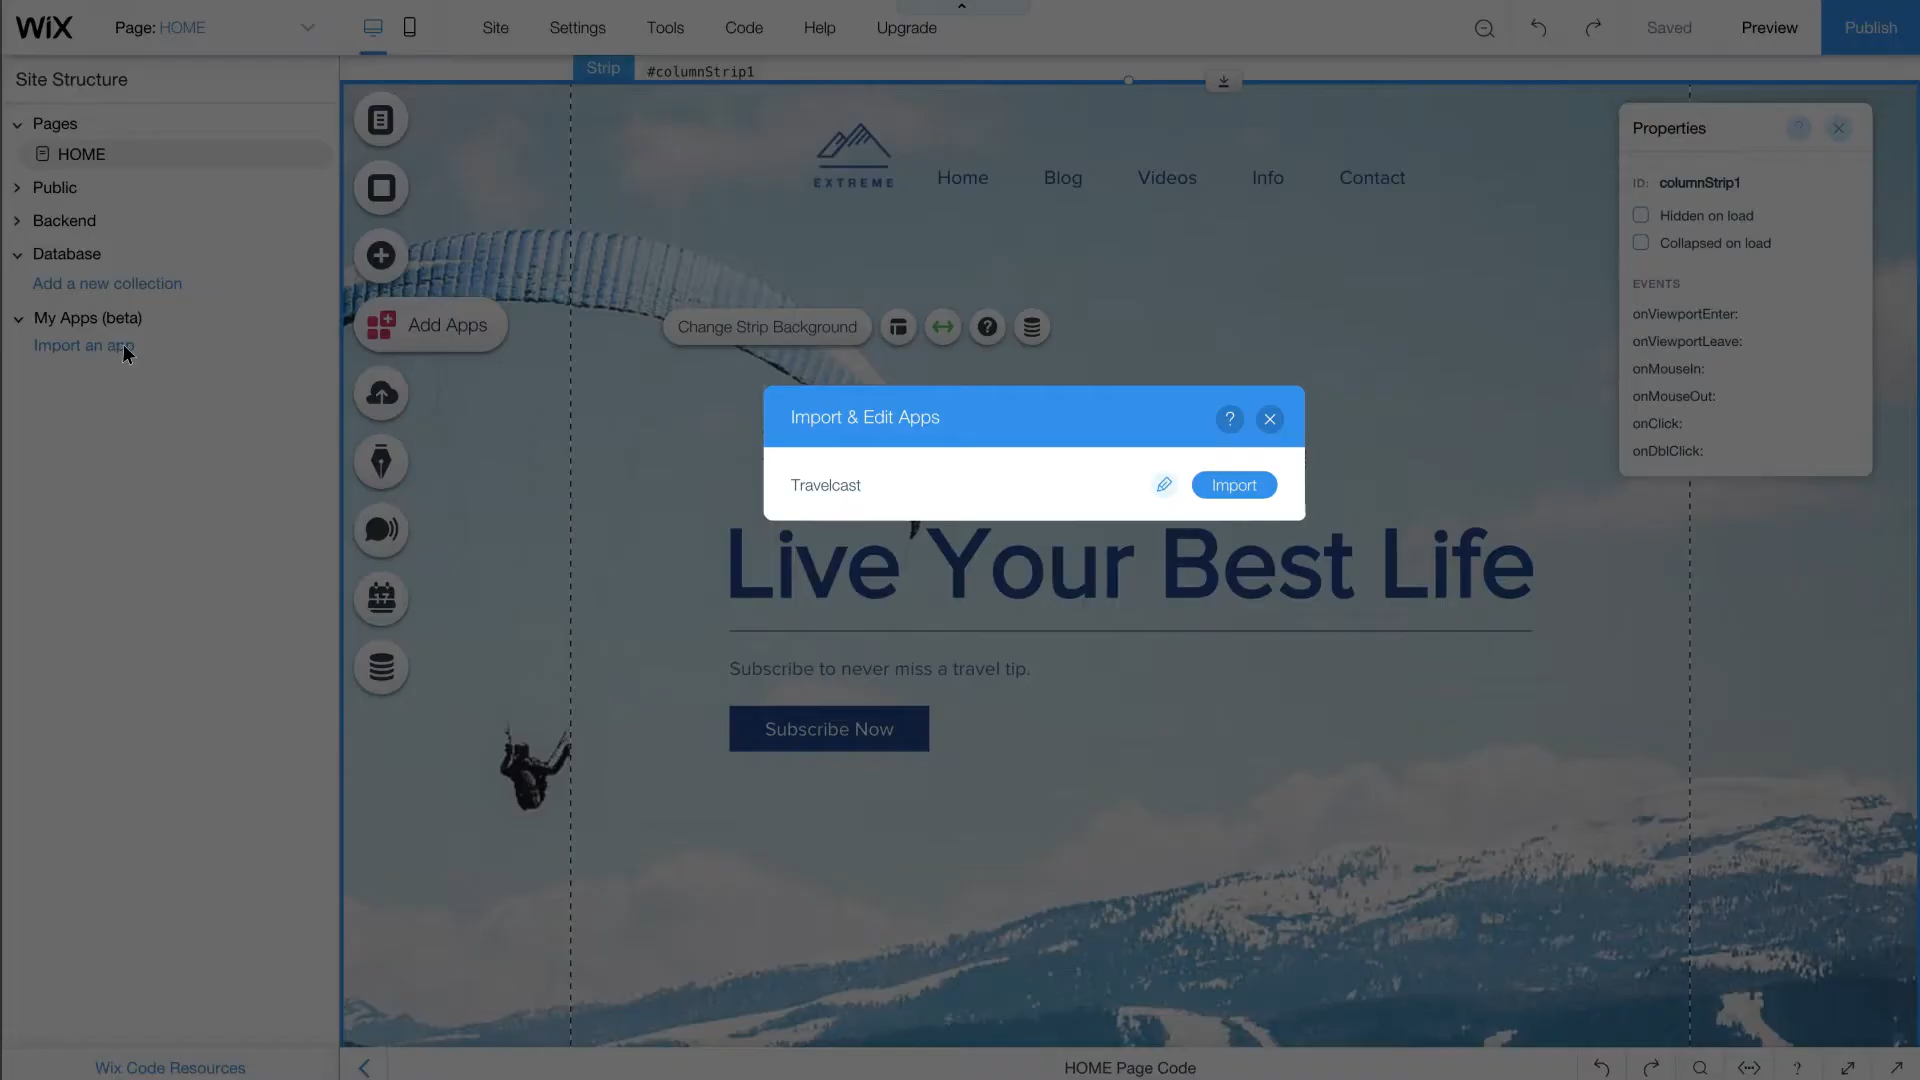 WiX
Page: HOME
Site
Settings
Tools
Code
Help
Upgrade
Saved
Preview
Publish
Site Structure
Pages
HOME
Public
Backend
Database
Add a new collection
My Apps (beta)
Import an app
Wix Code Resources
Strip
#columnStrip1
EXTREME
Home
Blog
Videos
Info
Contact
Add Apps
Change Strip Background
17
Import & Edit Apps
?
Travelcast
Import
Live Your Best Life
Subscribe to never miss a travel tip.
Subscribe Now
Properties
?
ID: columnStrip1
Hidden on load
Collapsed on load
EVENTS
onViewportEnter:
onViewportLeave:
onMouseIn:
onMouseOut:
onClick:
onDblClick:
HOME Page Code
?